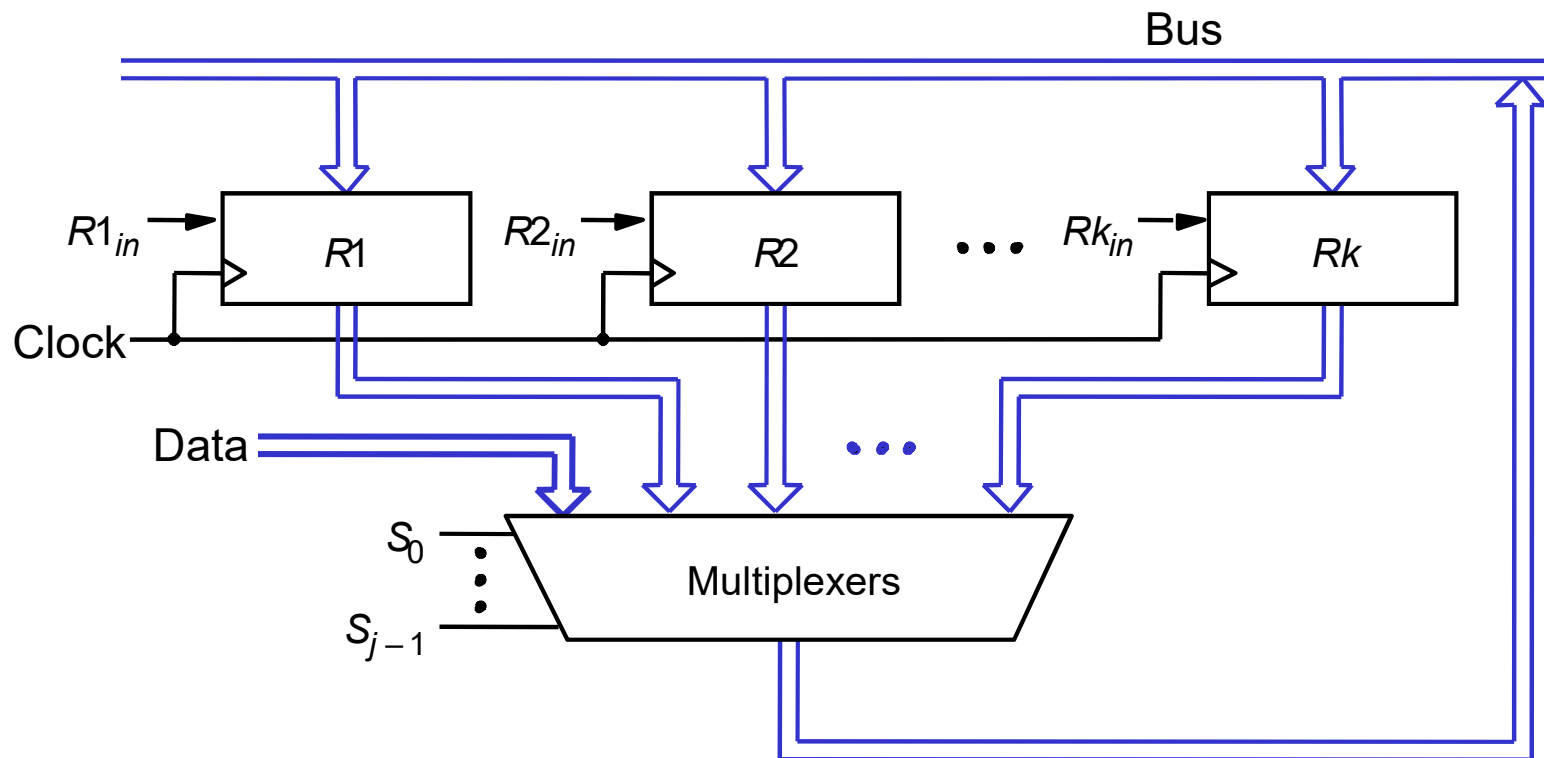 Bus
R1in
R1
R2in
R2
Rkin
Rk
Clock
Data
S0
Multiplexers
Sj – 1